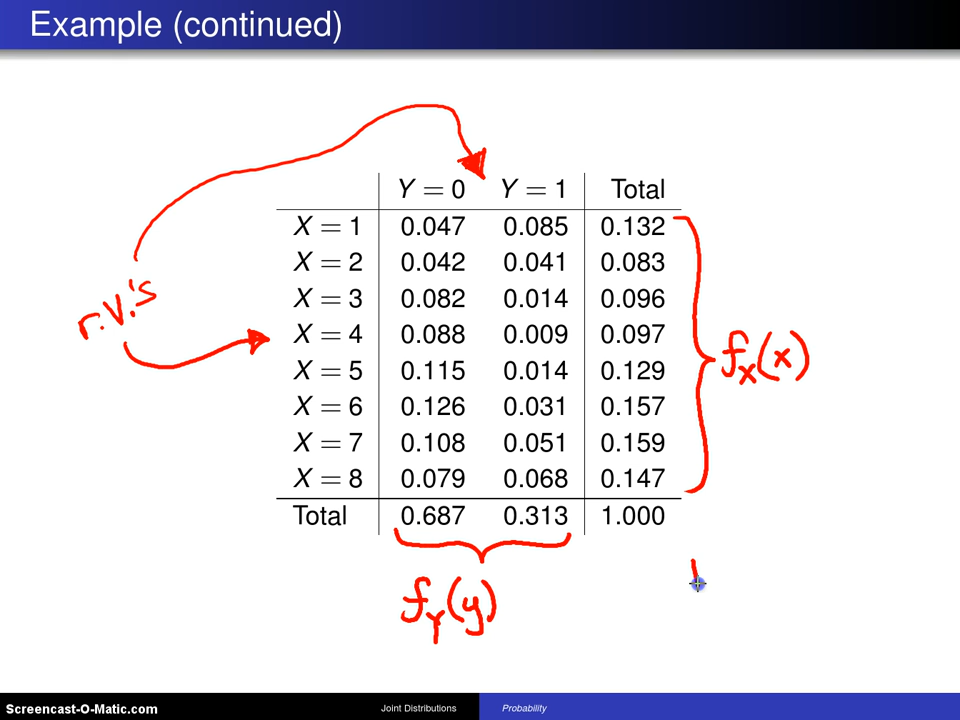 Example (continued)
Y = 0 Y = 1 Total
X = 1 0.047 0.085 0.132
X = 2 0.042 0.041 0.083
X = 3 0.082 0.014 0.096
X = 4 0.088 0.009 0.097
X = 5 0.115 0.014 0.129
X = 6 0.126 0.031 0.157
X = 7 0.108 0.051 0.159
X = 8 0.079 0.068 0.147
Total 0.687 0.313 1.000
r.v.'s
f_X(x)
f_Y(y)
Screencast-O-Matic.com Joint Distributions Probability